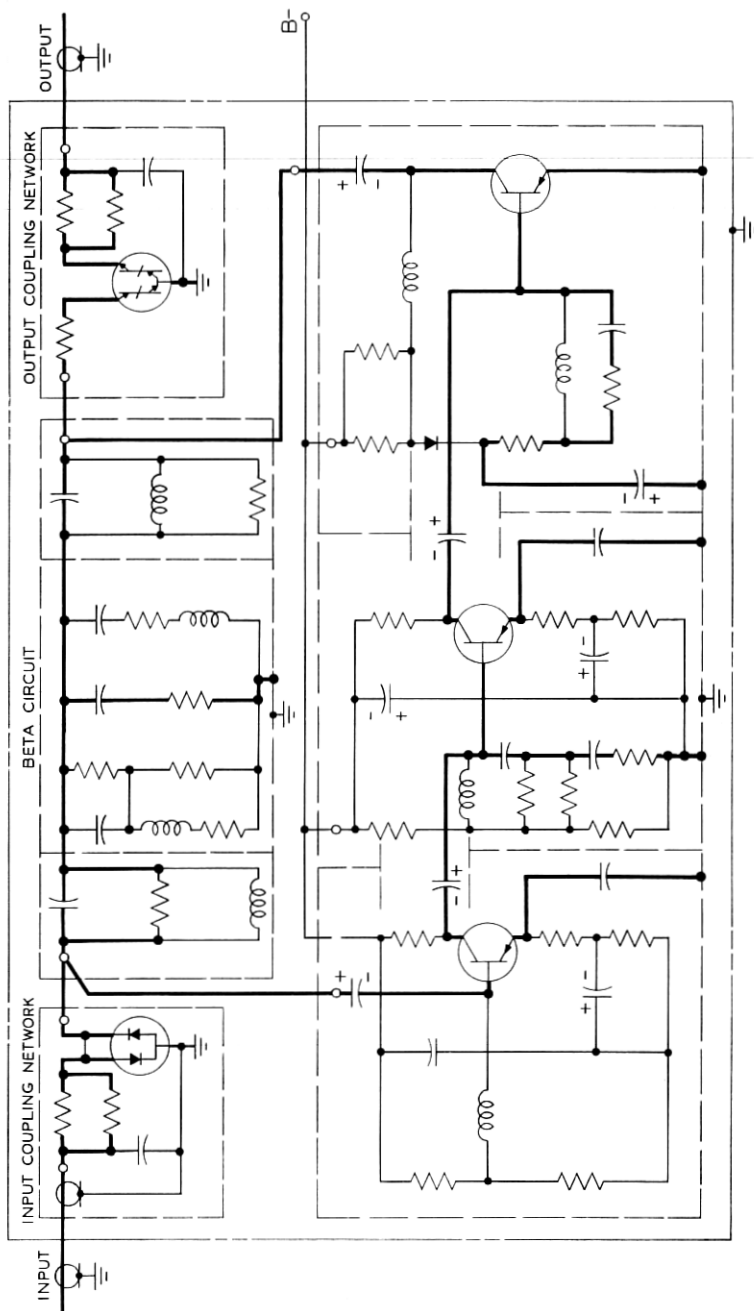 INPUT
INPUT COUPLING NETWORK
BETA CIRCUIT
OUTPUT COUPLING NETWORK
OUTPUT
B-
+
-
+
-
+
-
+
-
+
-
+
-
+
-
+
-